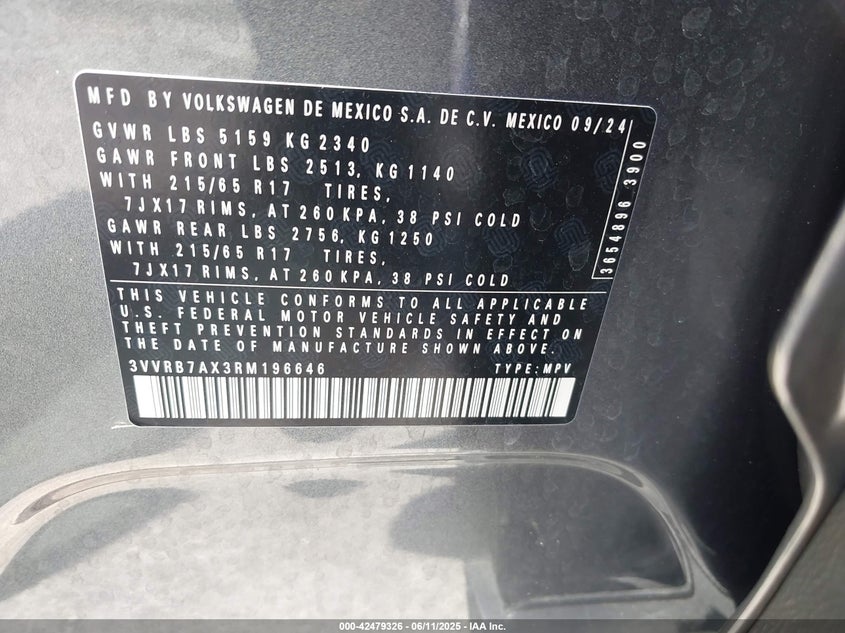 MFD BY VOLKSWAGEN DE MEXICO S.A. DE C.V. MEXICO 09/24
GVWR LBS 5159 KG 2340
GAWR FRONT LBS 2513, KG 1140
WITH 215/65 R17 TIRES,
7JX17 RIMS, AT 260 KPA, 38 PSI COLD
GAWR REAR LBS 2756, KG 1250
WITH 215/65 R17 TIRES,
7JX17 RIMS, AT 260 KPA, 38 PSI COLD
3654896 3900
THIS VEHICLE CONFORMS TO ALL APPLICABLE
U.S. FEDERAL MOTOR VEHICLE SAFETY AND
THEFT PREVENTION STANDARDS IN EFFECT ON
THE DATE OF MANUFACTURE SHOWN ABOVE.
3VVRB7AX3RM196646 TYPE: MPV
000-42479326 - 06/11/2025 - IAA Inc.